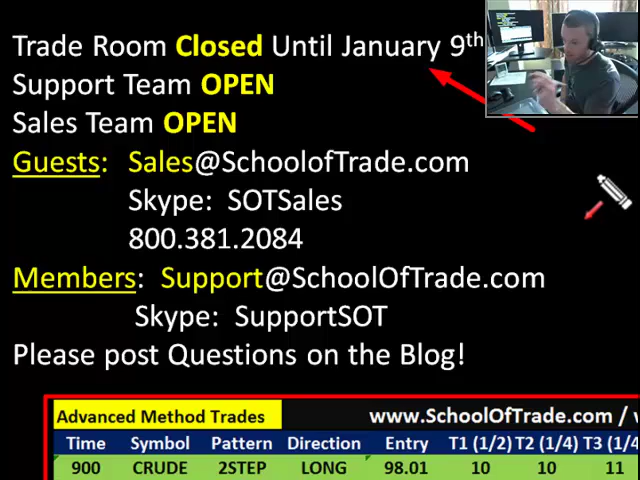 Trade Room Closed Until January 9th
Support Team OPEN
Sales Team OPEN
Guests: Sales@SchoolofTrade.com
Skype: SOTSales
800.381.2084
Members: Support@SchoolOfTrade.com
Skype: SupportSOT
Please post Questions on the Blog!
Advanced Method Trades www.SchoolOfTrade.com /
Time Symbol Pattern Direction Entry T1 (1/2) T2 (1/4) T3 (1/4
900 CRUDE 2STEP LONG 98.01 10 10 11